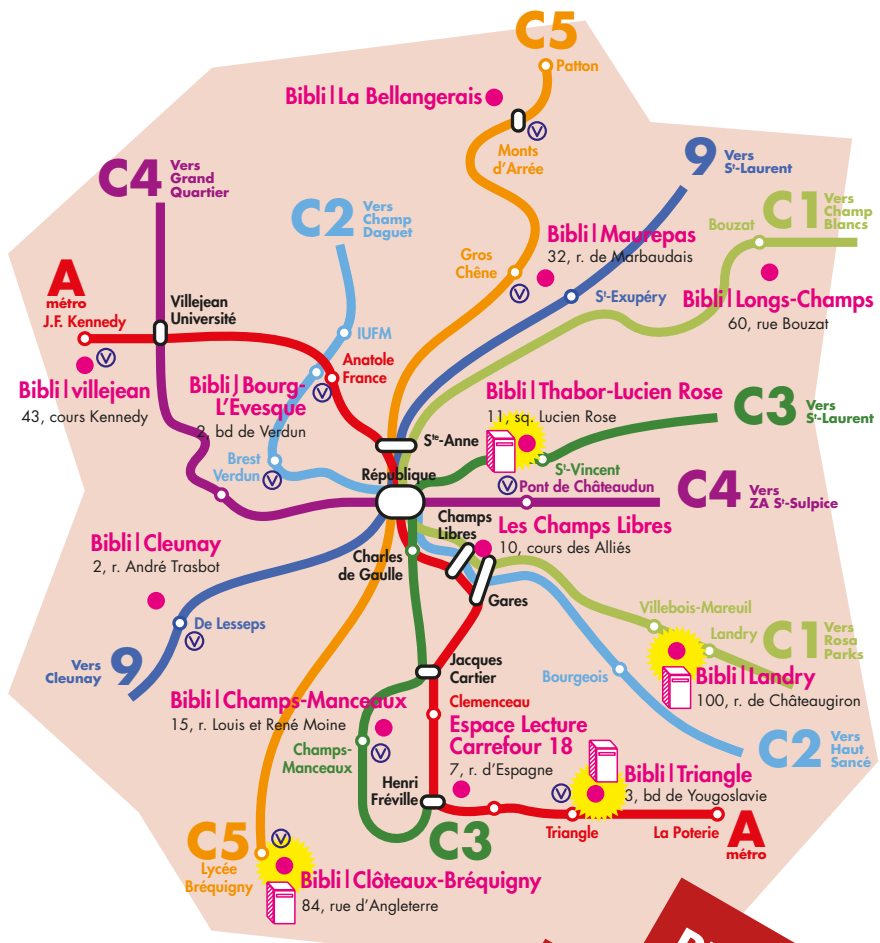 C5
Patton
Bibli | La Bellangerais
V
Monts
d'Arrée
9
Vers
St-Laurent
C4
Vers
Grand
Quartier
C2
Vers
Champ
Daguet
C1
Vers
Champ
Blancs
Bouzat
Bibli | Maurepas
32, r. de Marbaudais
Gros
Chêne
V
St-Exupéry
Bibli | Longs-Champs
60, rue Bouzat
A
métro
J.F. Kennedy
V
Villejean
Université
IUFM
Anatole
France
V
Bibli | villejean
43, cours Kennedy
Bibli | Bourg-
L'Évesque
2, bd de Verdun
Bibli | Thabor-Lucien Rose
11, sq. Lucien Rose
C3
Vers
St-Laurent
Ste-Anne
Brest
Verdun
V
République
St-Vincent
V
Pont de Châteaudun
C4
Vers
ZA St-Sulpice
Champs
Libres
Les Champs Libres
10, cours des Alliés
Bibli | Cleunay
2, r. André Trasbot
Charles
de Gaulle
Gares
De Lesseps
V
Villebois-Mareuil
Landry
C1
Vers
Rosa
Parks
Vers
Cleunay
9
Jacques
Cartier
Bourgeois
Bibli | Landry
100, r. de Châteaugiron
Bibli | Champs-Manceaux
15, r. Louis et René Moine
V
Champs-
Manceaux
Clemenceau
Espace Lecture
Carrefour 18
7, r. d'Espagne
C2
Vers
Haut
Sancé
Henri
Fréville
V
Bibli | Triangle
3, bd de Yougoslavie
Triangle
La Poterie
A
métro
C5
Lycée
Bréquigny
V
C3
Bibli | Clôteaux-Bréquigny
84, rue d'Angleterre